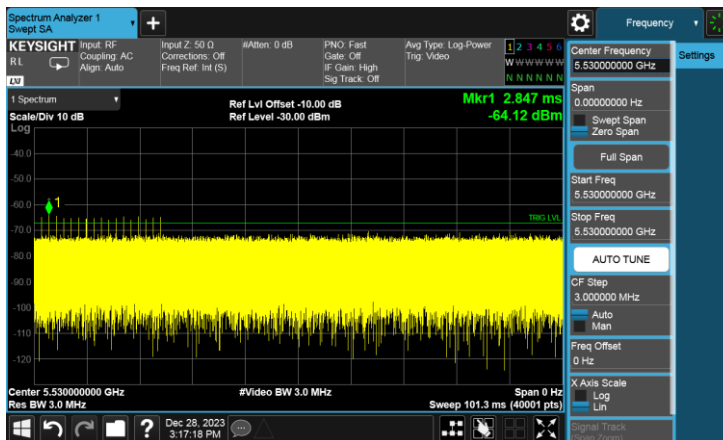 Spectrum Analyzer 1
Swept SA
+
Frequency
KEYSIGHT
RL
LXI
Input: RF
Coupling: AC
Align: Auto
Input Z: 50 Ω
Corrections: Off
Freq Ref: Int (S)
#Atten: 0 dB
PNO: Fast
Gate: Off
IF Gain: High
Sig Track: Off
Avg Type: Log-Power
Trig: Video
1 2 3 4 5 6
W W W W W W
N N N N N N
Center Frequency
5.530000000 GHz
Settings
Span
0.00000000 Hz
Swept Span
Zero Span
Full Span
Start Freq
5.530000000 GHz
Stop Freq
5.530000000 GHz
AUTO TUNE
CF Step
3.000000 MHz
Auto
Man
Freq Offset
0 Hz
X Axis Scale
Log
Lin
Signal Track
(Span Zoom)
1 Spectrum
Scale/Div 10 dB
Log
Ref Lvl Offset -10.00 dB
Ref Level -30.00 dBm
Mkr1 2.847 ms
-64.12 dBm
-40.0
-50.0
-60.0
-70.0
-80.0
-90.0
-100
-110
-120
1
TRIG LVL
Center 5.530000000 GHz
Res BW 3.0 MHz
#Video BW 3.0 MHz
Span 0 Hz
Sweep 101.3 ms (40001 pts)
?
Dec 28, 2023
3:17:18 PM